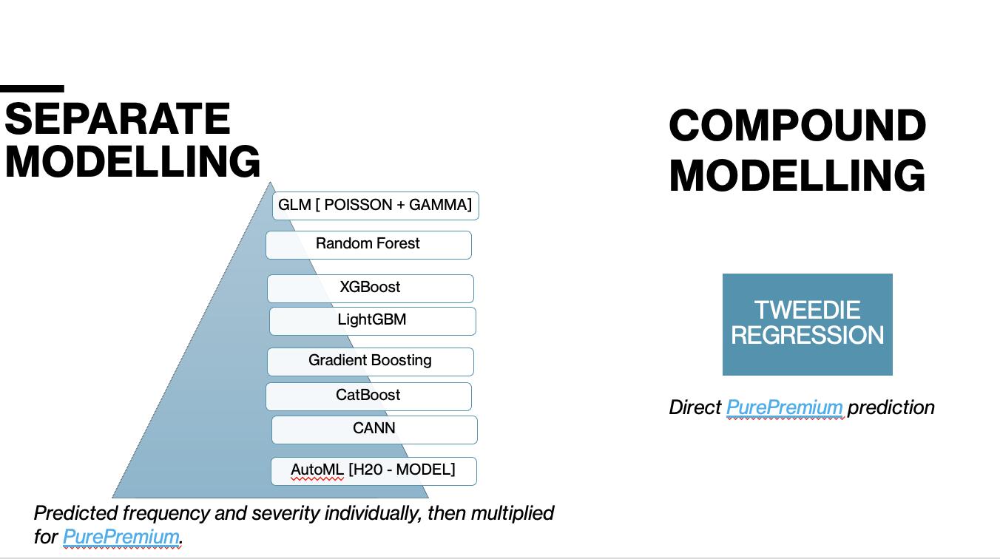 SEPARATE
MODELLING
GLM [ POISSON + GAMMA]
Random Forest
XGBoost
LightGBM
Gradient Boosting
CatBoost
CANN
AutoML [H20 - MODEL]
Predicted frequency and severity individually, then multiplied
for PurePremium.
COMPOUND
MODELLING
TWEEDIE
REGRESSION
Direct PurePremium prediction